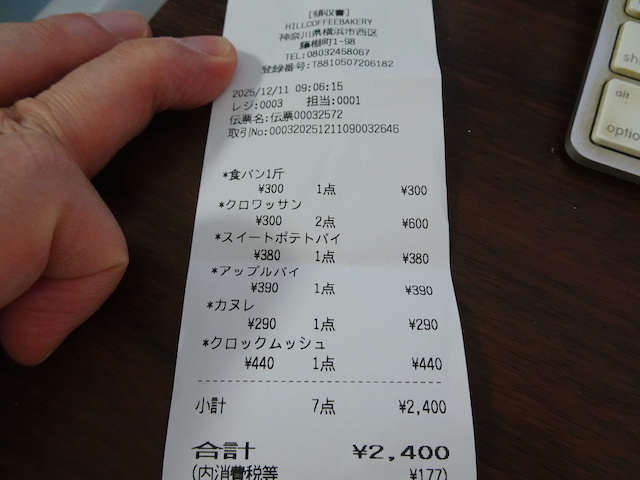 [領収書]
HILLCOFFEEBAKERY
神奈川県横浜市西区
藤棚町1-98
TEL:08032458067
登録番号:T8810507206182
2025/12/11 09:06:15
レジ:0003 担当:0001
伝票名:伝票00032572
取引No:000320251211090032646
*食パン1斤
¥300 1点 ¥300
*クロワッサン
¥300 2点 ¥600
*スイートポテトパイ
¥380 1点 ¥380
*アップルパイ
¥390 1点 ¥390
*カヌレ
¥290 1点 ¥290
*クロックムッシュ
¥440 1点 ¥440
小計 7点 ¥2,400
合計 ¥2,400
(内消費税等 ¥177)
alt
optio
shi